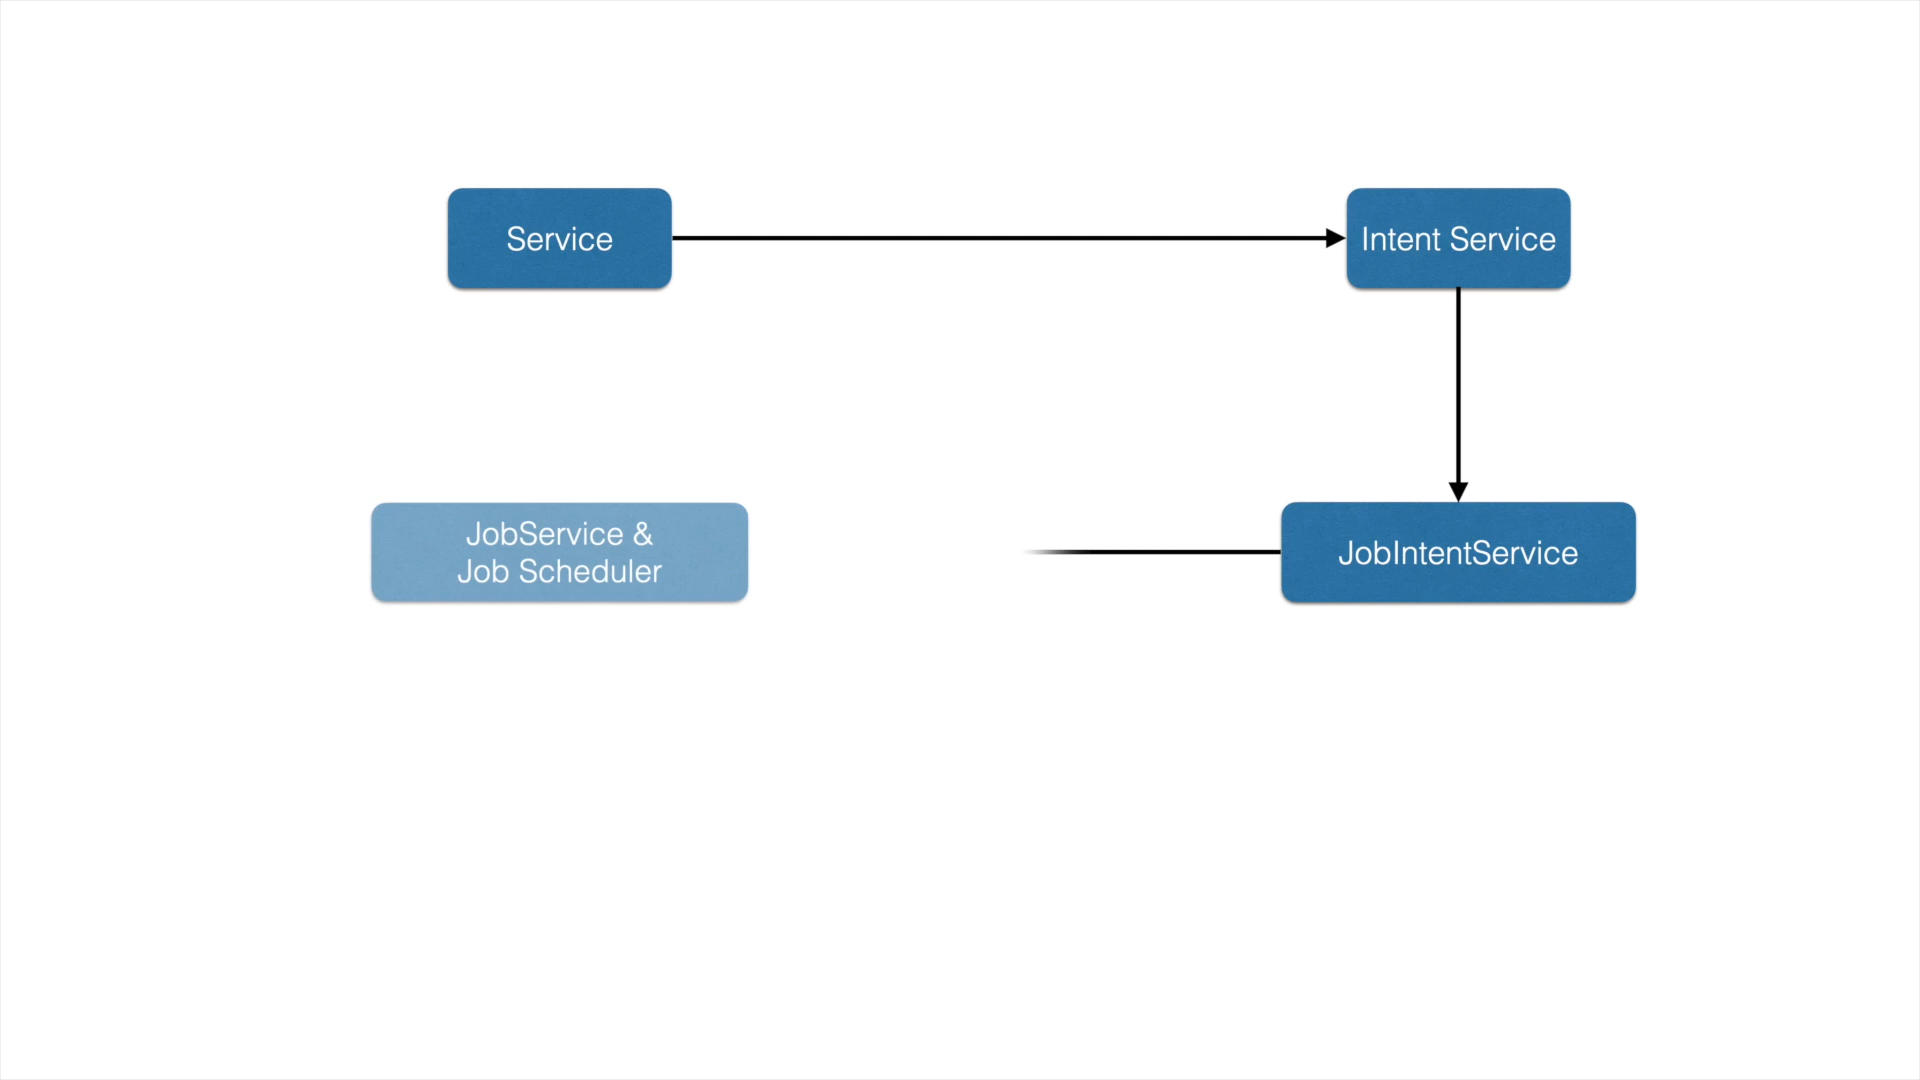 Service
Intent Service
JobService &
Job Scheduler
JobIntentService